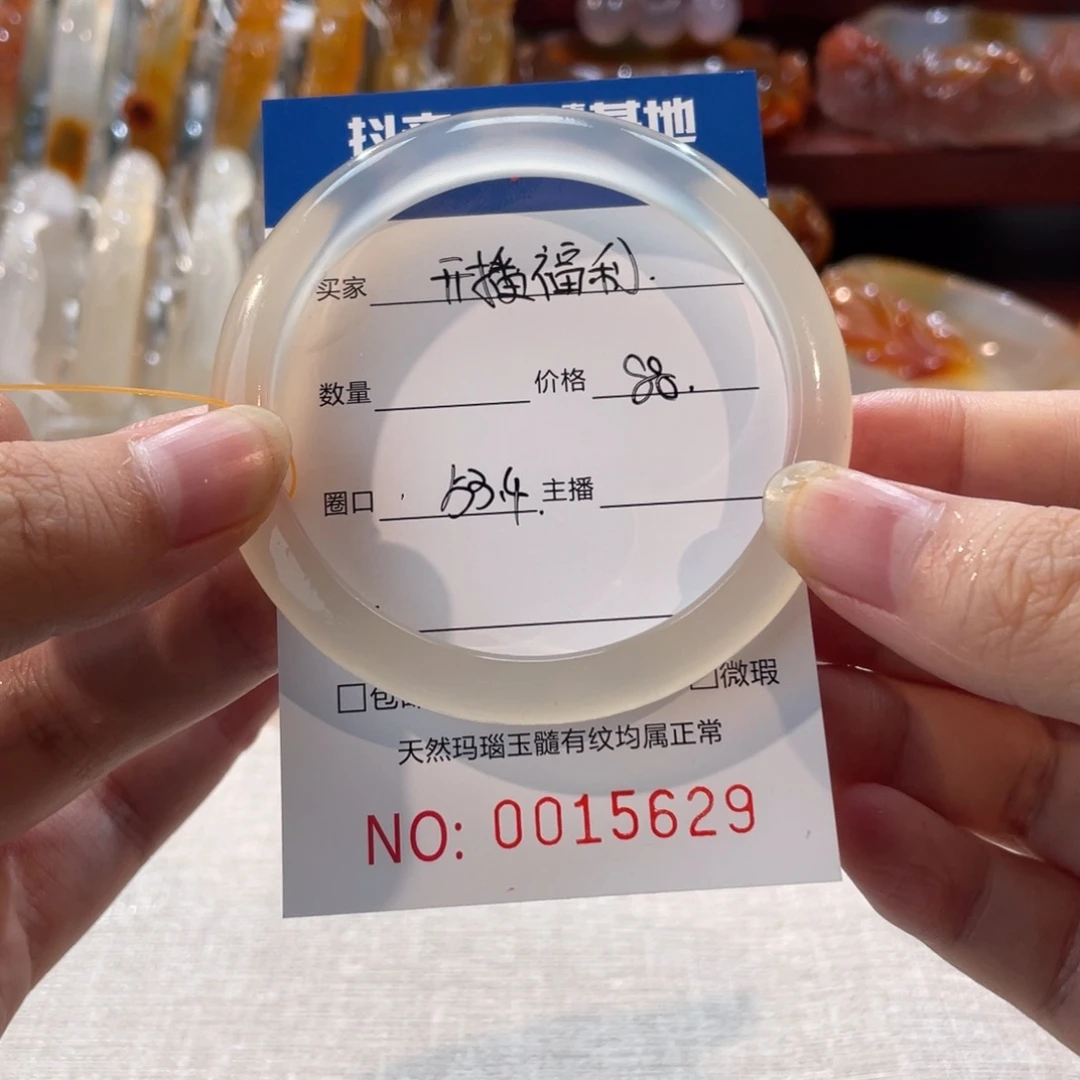 抖音 基地
买家 开播福利.
数量 价格
圈口 53.4. 主播
微瑕
天然玛瑙玉髓有纹均属正常
NO: 0015629